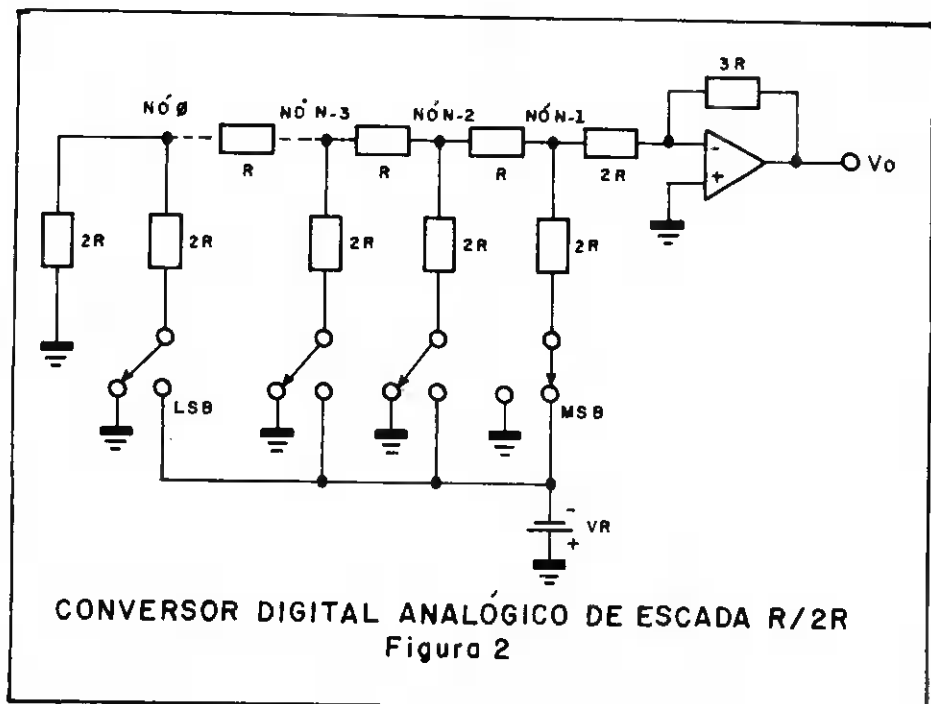 3R
NÓ Ø
NÓ N-3
NÓ N-2
NÓ N-1
R
R
R
2R
-
+
Vo
2R
2R
2R
2R
2R
LSB
MSB
-
VR
+
CONVERSOR DIGITAL ANALÓGICO DE ESCADA R/2R
Figura 2